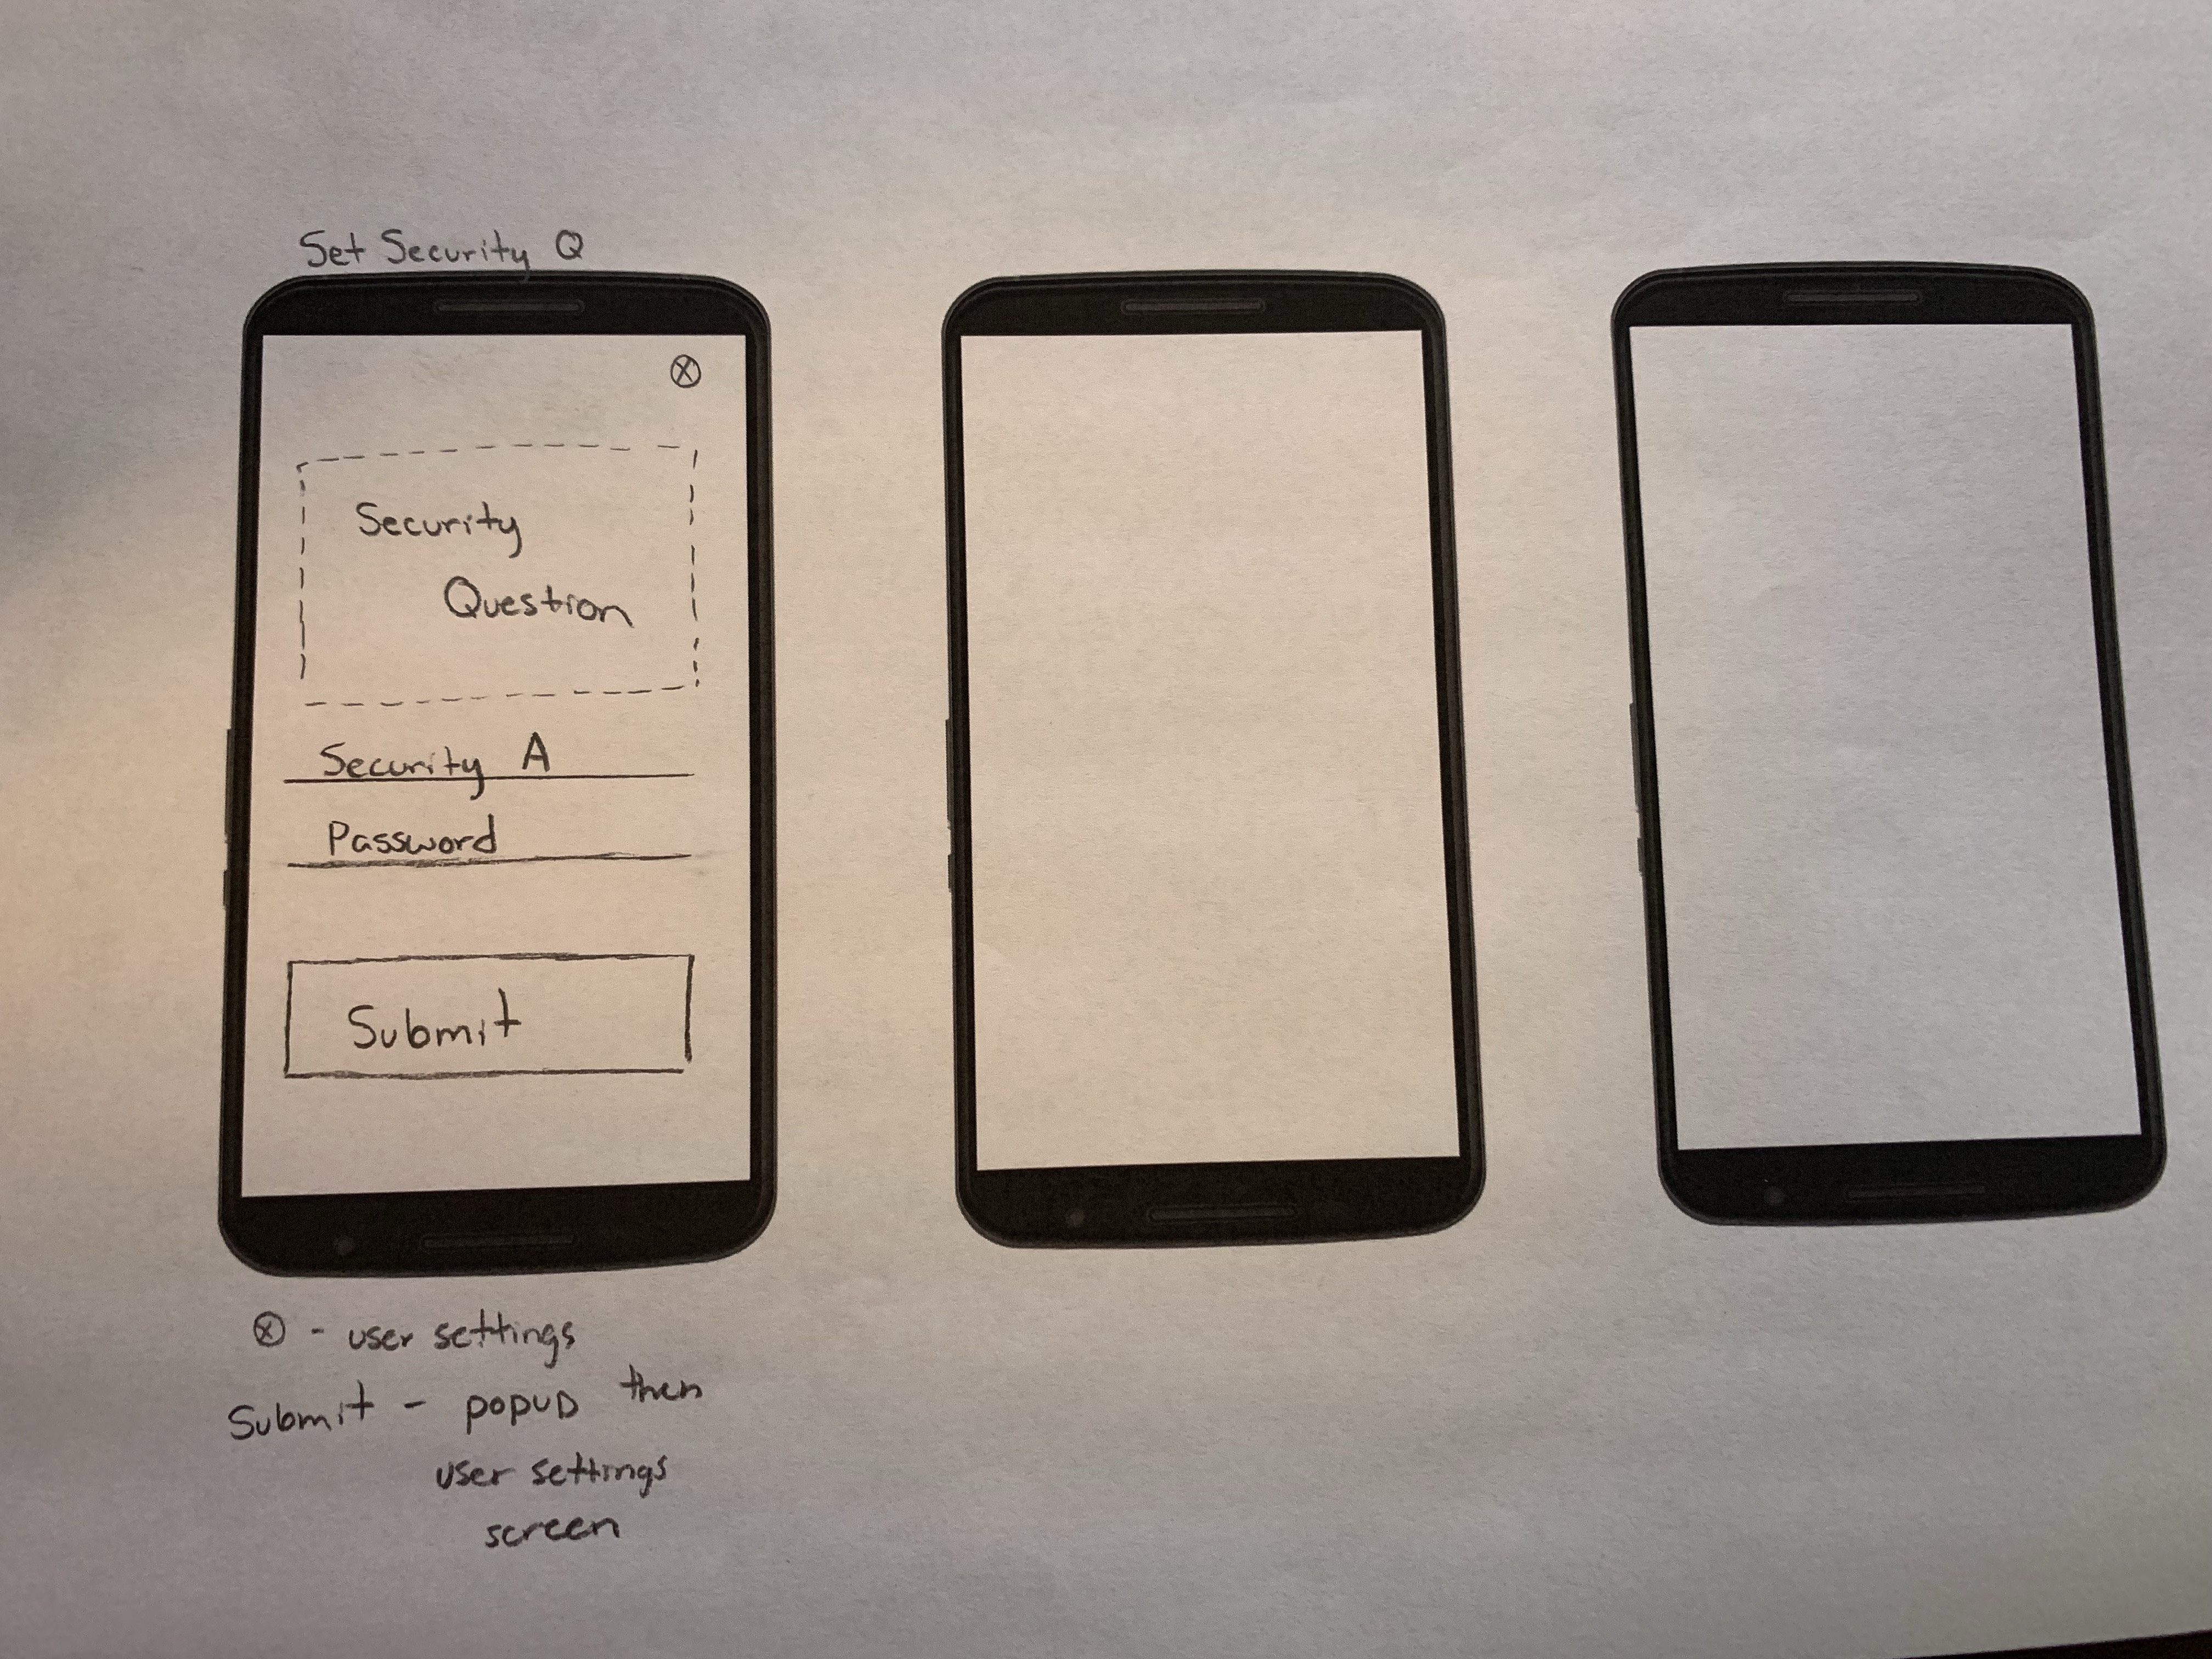 Set Security Q
ⓧ
Security
Question
Security A
Password
Submit
ⓧ - user settings
Submit - popup then
user settings
screen